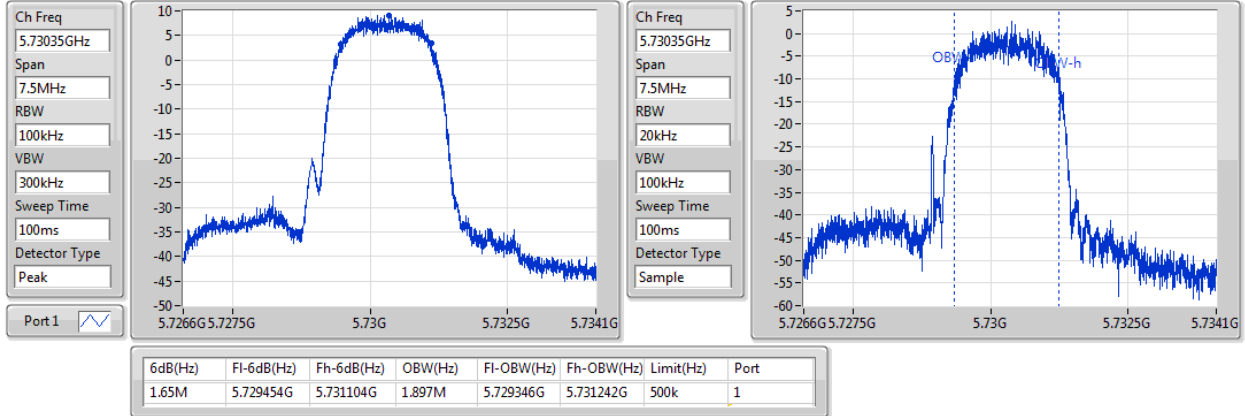 Ch Freq
5.73035GHz
Span
7.5MHz
RBW
100kHz
VBW
300kHz
Sweep Time
100ms
Detector Type
Peak
Port 1
10
5
0
-5
-10
-15
-20
-25
-30
-35
-40
-45
-50
5.7266G 5.7275G 5.73G 5.7325G 5.7341G
Ch Freq
5.73035GHz
Span
7.5MHz
RBW
20kHz
VBW
100kHz
Sweep Time
100ms
Detector Type
Sample
5
0
-5
-10
-15
-20
-25
-30
-35
-40
-45
-50
-55
-60
5.7266G 5.7275G 5.73G 5.7325G 5.7341G
6dB(Hz) Fl-6dB(Hz) Fh-6dB(Hz) OBW(Hz) Fl-OBW(Hz) Fh-OBW(Hz) Limit(Hz) Port
1.65M 5.729454G 5.731104G 1.897M 5.729346G 5.731242G 500k 1